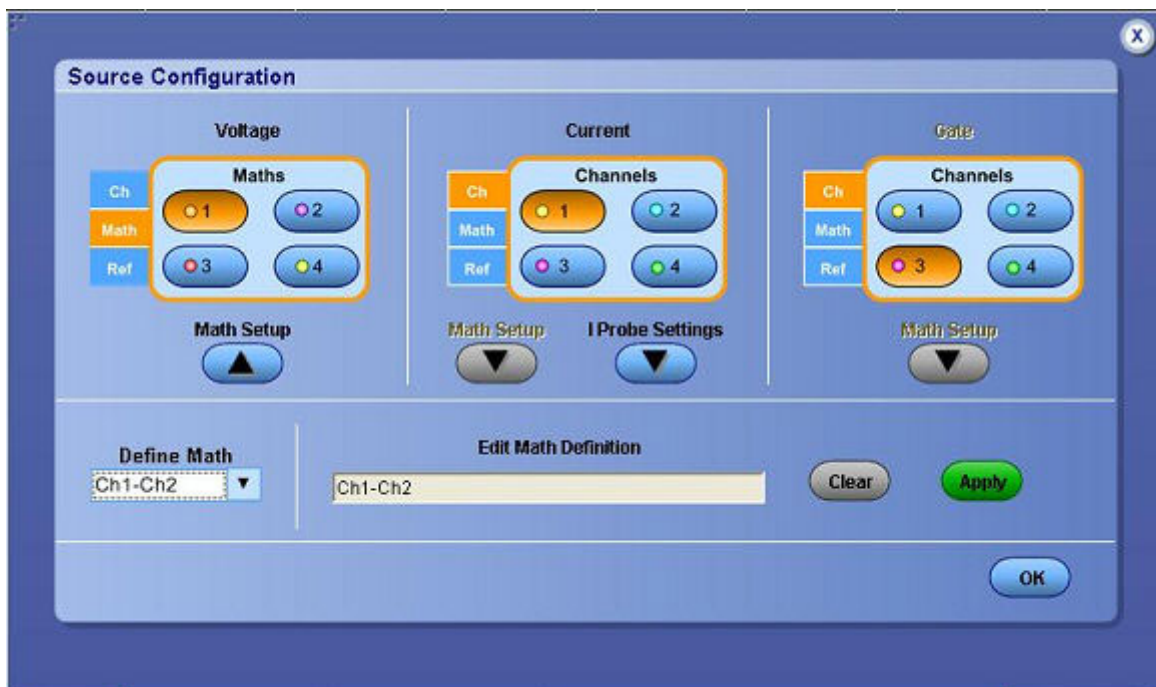 X
Source Configuration
Voltage
Ch
Math
Ref
Maths
1
2
3
4
Math Setup
Current
Ch
Math
Ref
Channels
1
2
3
4
Math Setup
I Probe Settings
Gate
Ch
Math
Ref
Channels
1
2
3
4
Math Setup
Define Math
Ch1-Ch2
Edit Math Definition
Ch1-Ch2
Clear
Apply
OK